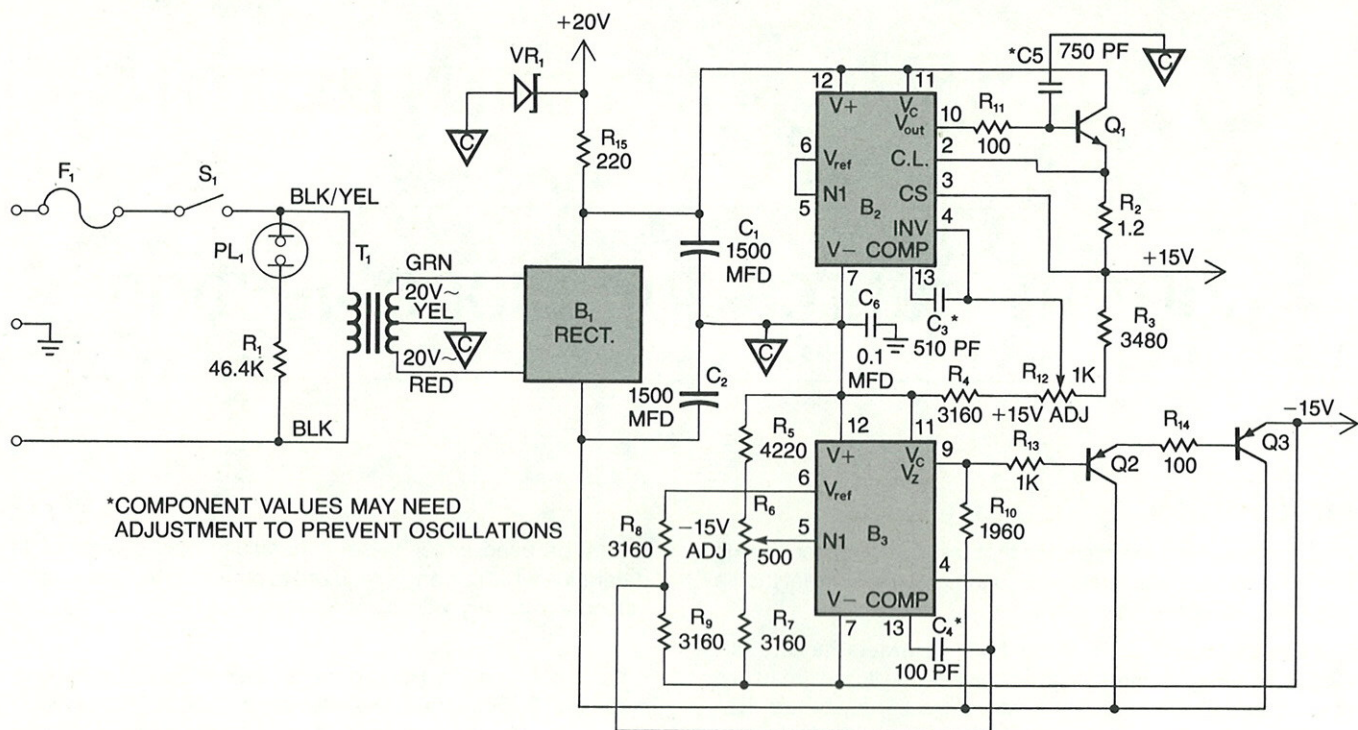 +20V
VR1
C
R15
220
F1
S1
BLK/YEL
PL1
T1
R1
46.4K
BLK
GRN
20V~
YEL
C
20V~
RED
B1
RECT.
C1
1500
MFD
C2
1500
MFD
C
*C5
750 PF
C
12
11
V+
VC
Vout
10
R11
100
Q1
6
Vref
C.L.
2
N1
5
CS
3
B2
INV
4
V−
COMP
7
13
R2
1.2
+15V
C3*
510 PF
C6
0.1
MFD
R3
3480
R4
3160
R12
1K
+15V ADJ
R5
4220
12
11
V+
VC
VZ
9
R13
1K
Q2
R14
100
Q3
−15V
6
Vref
R8
3160
R6
−15V
ADJ
500
5
N1
B3
R10
1960
4
V−
COMP
7
13
C4*
100 PF
R9
3160
R7
3160
*COMPONENT VALUES MAY NEED
ADJUSTMENT TO PREVENT OSCILLATIONS